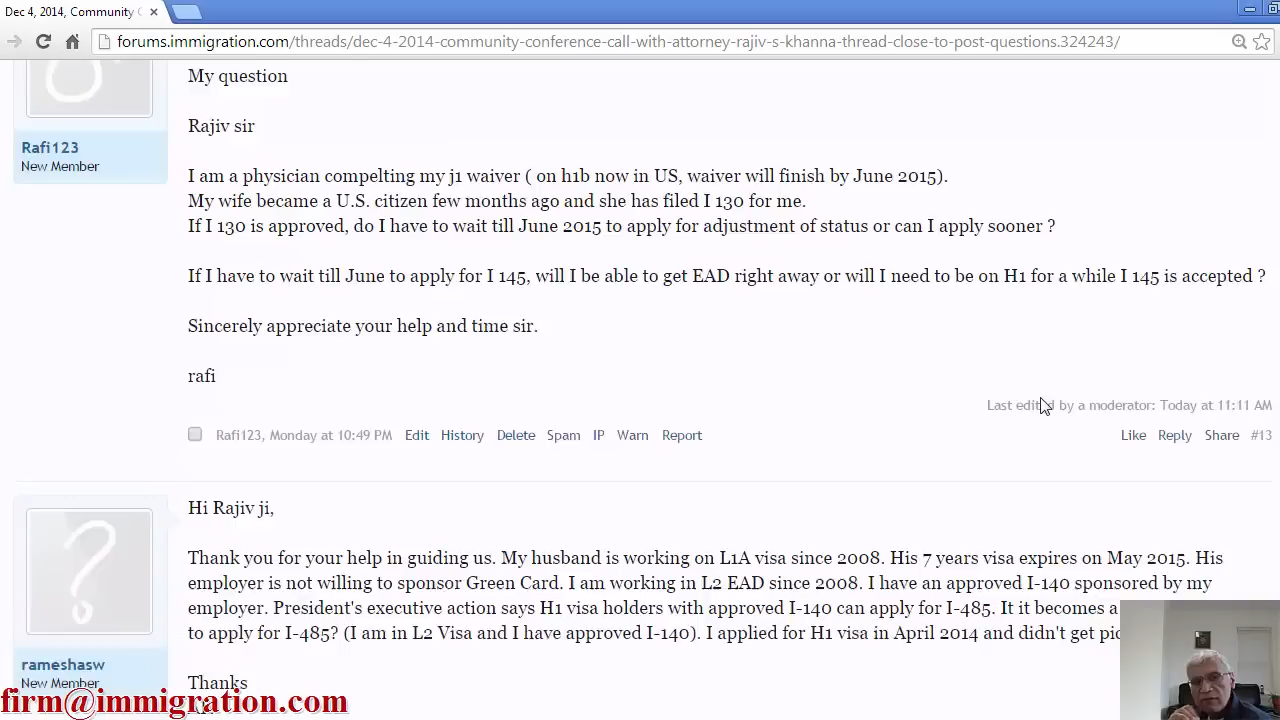 Dec 4, 2014, Community
forums.immigration.com/threads/dec-4-2014-community-conference-call-with-attorney-rajiv-s-khanna-thread-close-to-post-questions.324243/
My question
Rajiv sir
Rafi123
New Member
I am a physician compelting my j1 waiver ( on h1b now in US, waiver will finish by June 2015).
My wife became a U.S. citizen few months ago and she has filed I 130 for me.
If I 130 is approved, do I have to wait till June 2015 to apply for adjustment of status or can I apply sooner ?
If I have to wait till June to apply for I 145, will I be able to get EAD right away or will I need to be on H1 for a while I 145 is accepted ?
Sincerely appreciate your help and time sir.
rafi
Last edited by a moderator: Today at 11:11 AM
Rafi123, Monday at 10:49 PM Edit History Delete Spam IP Warn Report Like Reply Share #13
Hi Rajiv ji,
Thank you for your help in guiding us. My husband is working on L1A visa since 2008. His 7 years visa expires on May 2015. His
employer is not willing to sponsor Green Card. I am working in L2 EAD since 2008. I have an approved I-140 sponsored by my
employer. President's executive action says H1 visa holders with approved I-140 can apply for I-485. It it becomes a
to apply for I-485? (I am in L2 Visa and I have approved I-140). I applied for H1 visa in April 2014 and didn't get
rameshasw
New Member
Thanks
firm@immigration.com